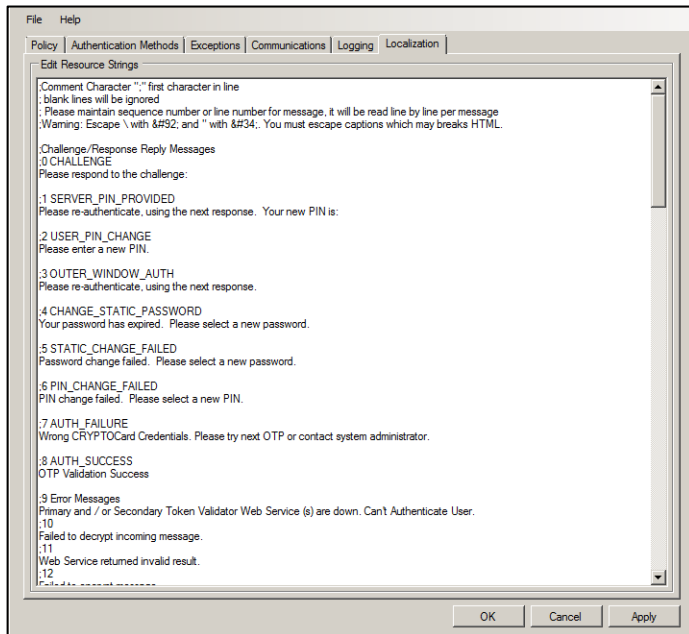 File Help
Policy Authentication Methods Exceptions Communications Logging Localization
Edit Resource Strings
;Comment Character ";" first character in line
; blank lines will be ignored
; Please maintain sequence number or line number for message, it will be read line by line per message
;Warning: Escape \ with &#92; and " with &#34;. You must escape captions which may breaks HTML.
;Challenge/Response Reply Messages
;0 CHALLENGE
Please respond to the challenge:
;1 SERVER_PIN_PROVIDED
Please re-authenticate, using the next response.  Your new PIN is:
;2 USER_PIN_CHANGE
Please enter a new PIN.
;3 OUTER_WINDOW_AUTH
Please re-authenticate, using the next response.
;4 CHANGE_STATIC_PASSWORD
Your password has expired.  Please select a new password.
;5 STATIC_CHANGE_FAILED
Password change failed.  Please select a new password.
;6 PIN_CHANGE_FAILED
PIN change failed.  Please select a new PIN.
;7 AUTH_FAILURE
Wrong CRYPTOCard Credentials. Please try next OTP or contact system administrator.
;8 AUTH_SUCCESS
OTP Validation Success
;9 Error Messages
Primary and / or Secondary Token Validator Web Service (s) are down. Can't Authenticate User.
;10
Failed to decrypt incoming message.
;11
Web Service returned invalid result.
;12
Failed to encrypt message
OK Cancel Apply